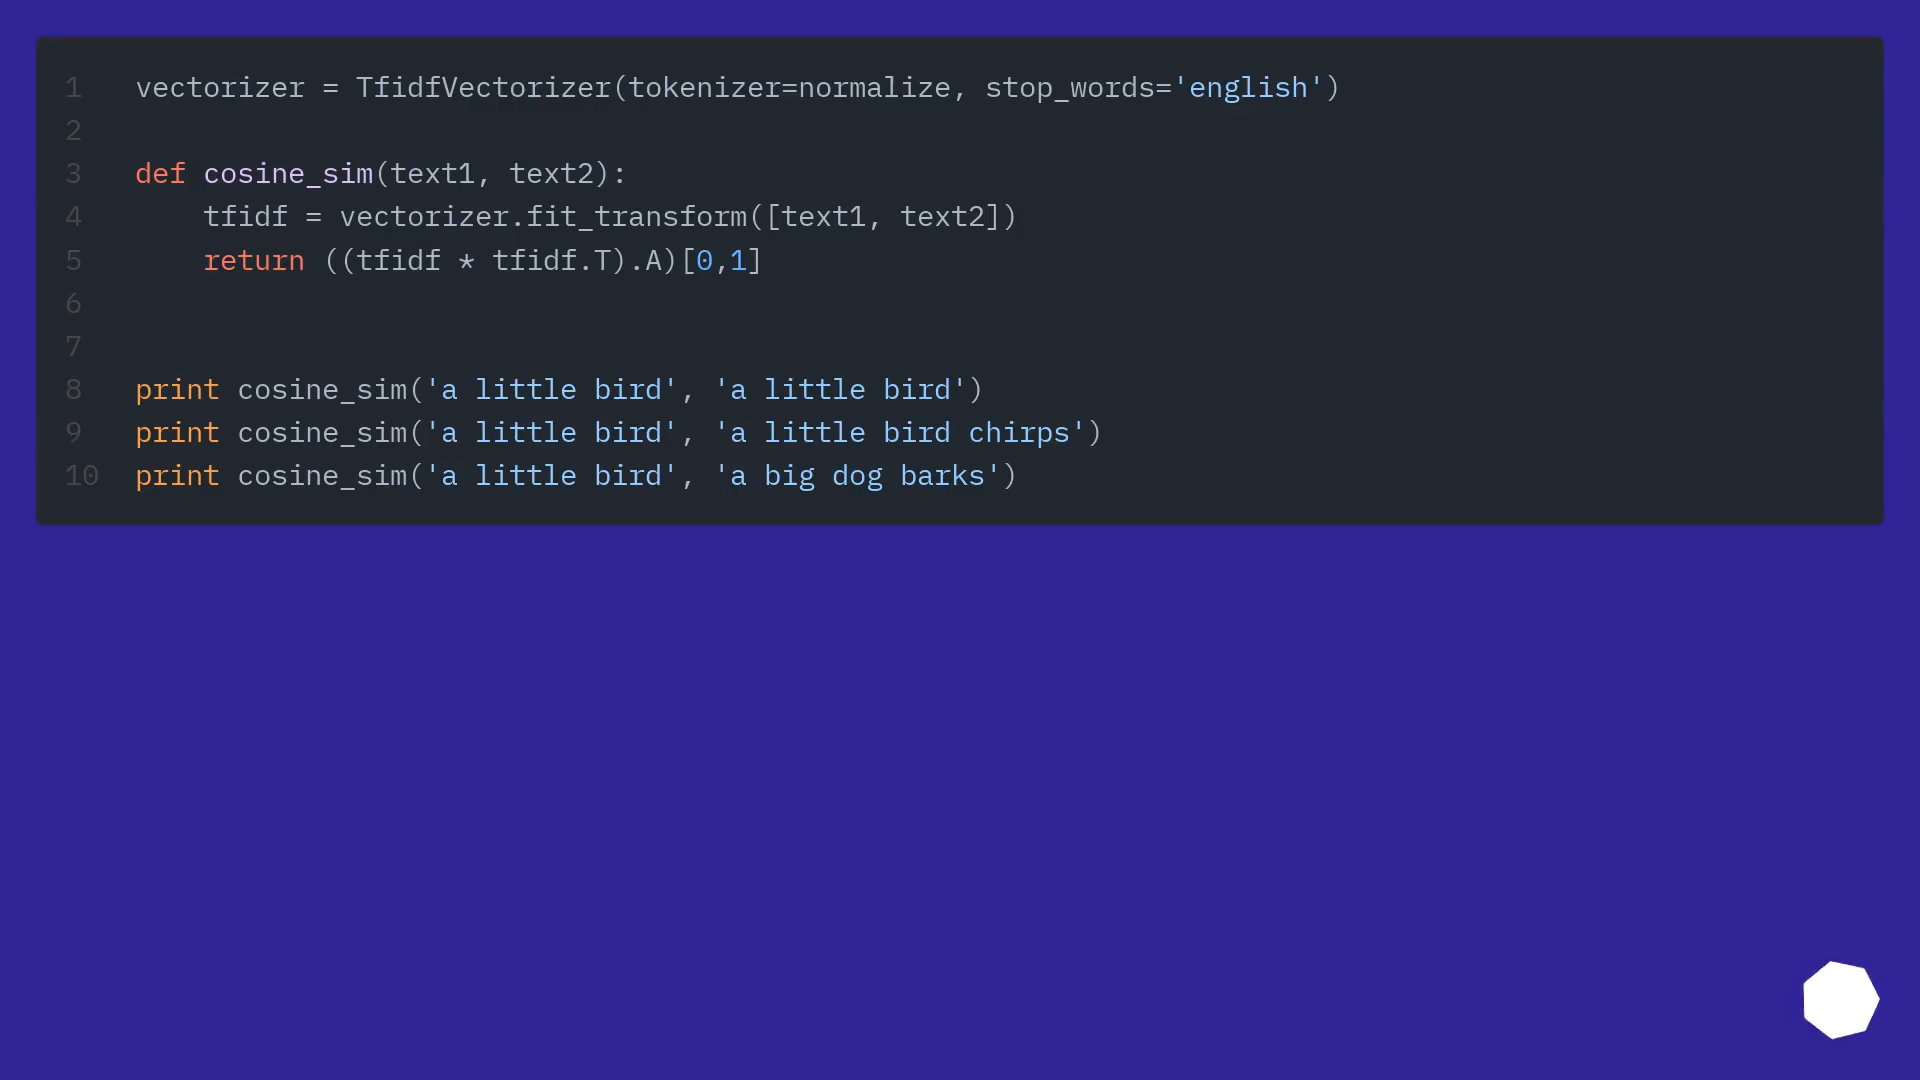 1 vectorizer = TfidfVectorizer(tokenizer=normalize, stop_words='english')
2
3 def cosine_sim(text1, text2):
4     tfidf = vectorizer.fit_transform([text1, text2])
5     return ((tfidf * tfidf.T).A)[0,1]
6
7
8 print cosine_sim('a little bird', 'a little bird')
9 print cosine_sim('a little bird', 'a little bird chirps')
10 print cosine_sim('a little bird', 'a big dog barks')